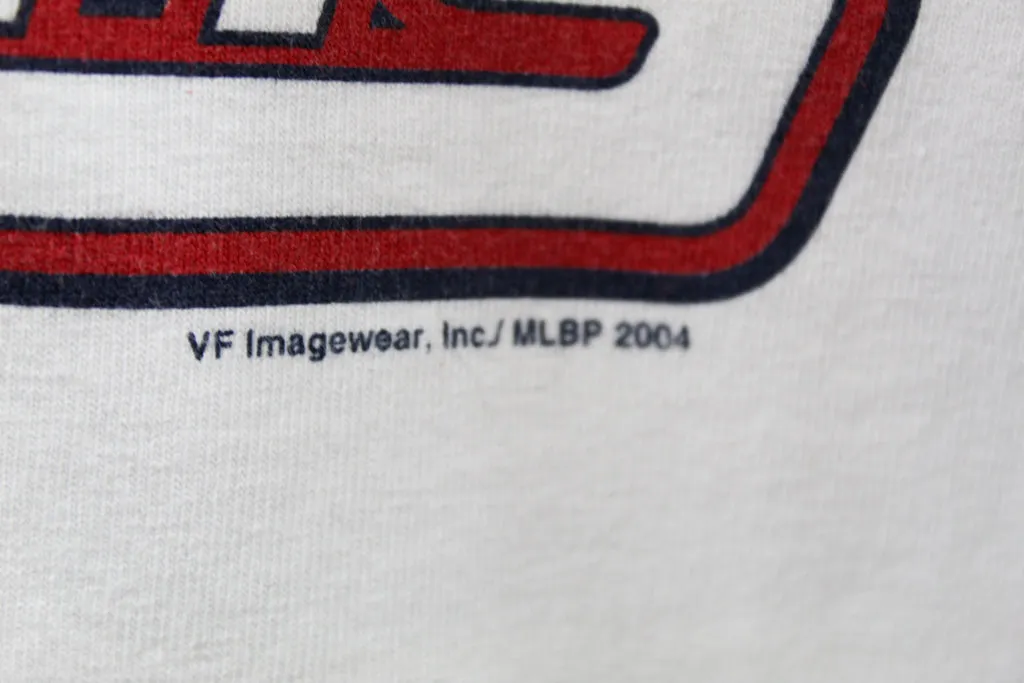 VF Imagewear, Inc./ MLBP 2004